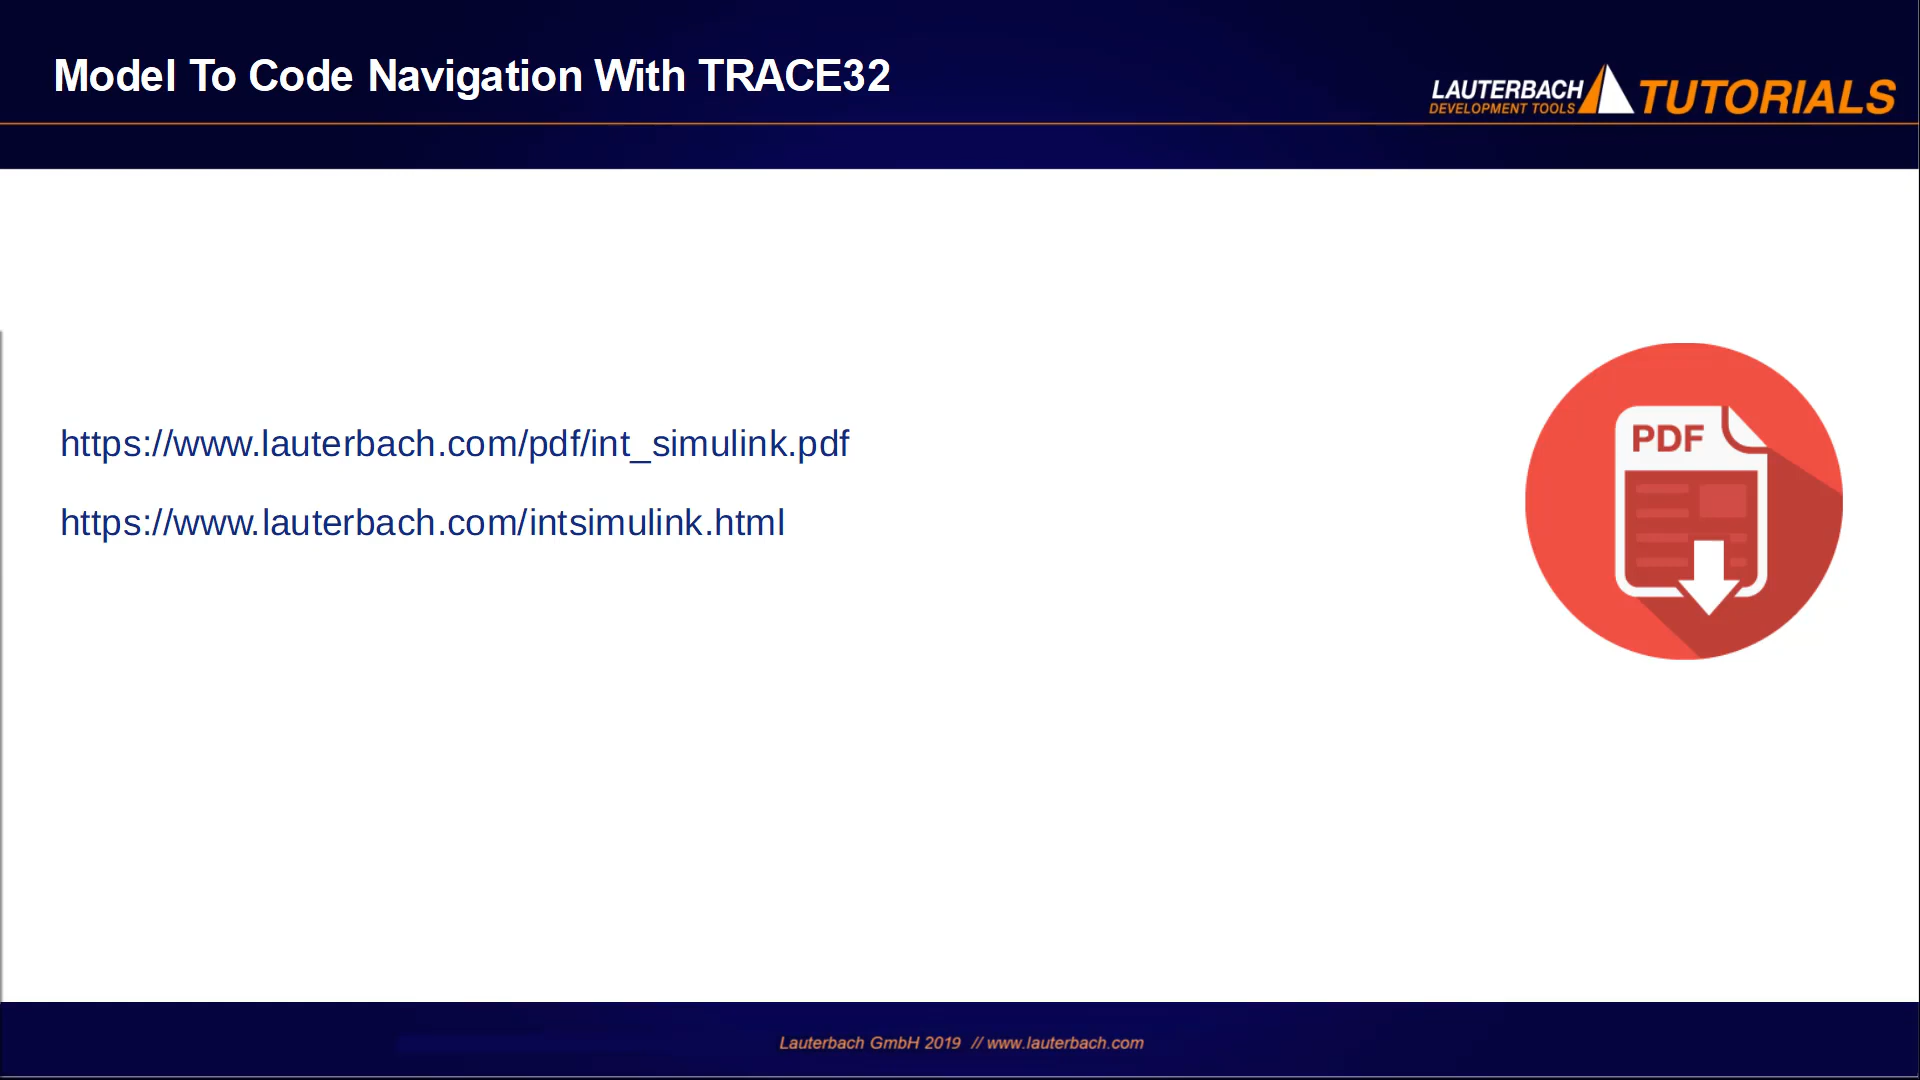 Model To Code Navigation With TRACE32
LAUTERBACH
DEVELOPMENT TOOLS
TUTORIALS
https://www.lauterbach.com/pdf/int_simulink.pdf
https://www.lauterbach.com/intsimulink.html
PDF
Lauterbach GmbH 2019 // www.lauterbach.com